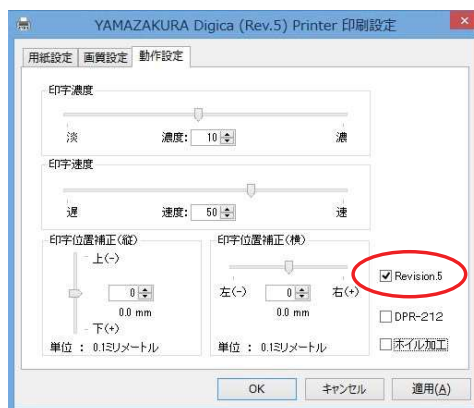 YAMAZAKURA Digica (Rev.5) Printer 印刷設定
用紙設定 画質設定 動作設定
印字濃度
淡 濃度: 10 濃
印字速度
遅 速度: 50 速
印字位置補正(縦)
上(-)
0
0.0 mm
下(+)
単位 : 0.1ミリメートル
印字位置補正(横)
左(-) 0 右(+)
0.0 mm
単位 : 0.1ミリメートル
Revision.5
DPR-212
ホイル加工
OK キャンセル 適用(A)